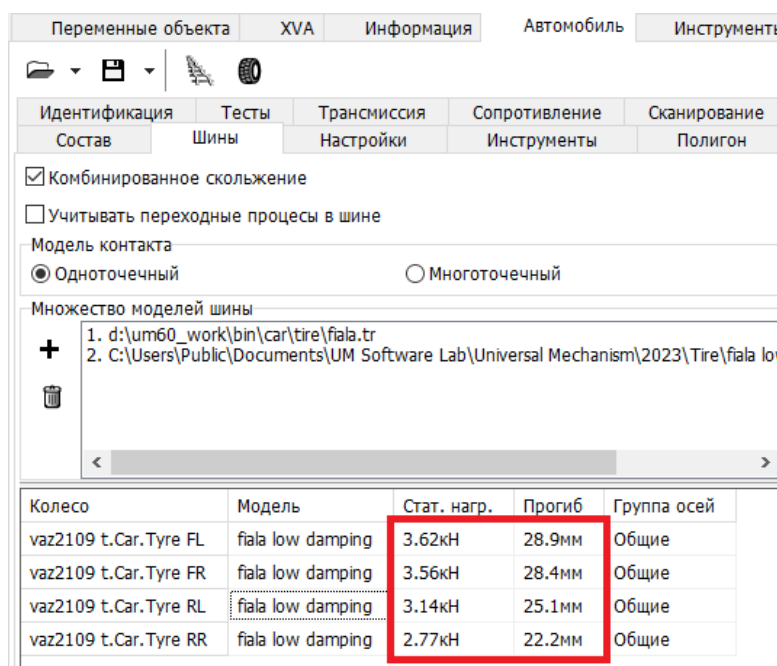 Переменные объекта XVA Информация Автомобиль Инструменты
Идентификация Тесты Трансмиссия Сопротивление Сканирование
Состав Шины Настройки Инструменты Полигон
Комбинированное скольжение
Учитывать переходные процесы в шине
Модель контакта
Одноточечный Многоточечный
Множество моделей шины
1. d:\um60_work\bin\car\tire\fiala.tr
2. C:\Users\Public\Documents\UM Software Lab\Universal Mechanism\2023\Tire\fiala lo
Колесо Модель Стат. нагр. Прогиб Группа осей
vaz2109 t.Car.Tyre FL fiala low damping 3.62кН 28.9мм Общие
vaz2109 t.Car.Tyre FR fiala low damping 3.56кН 28.4мм Общие
vaz2109 t.Car.Tyre RL fiala low damping 3.14кН 25.1мм Общие
vaz2109 t.Car.Tyre RR fiala low damping 2.77кН 22.2мм Общие